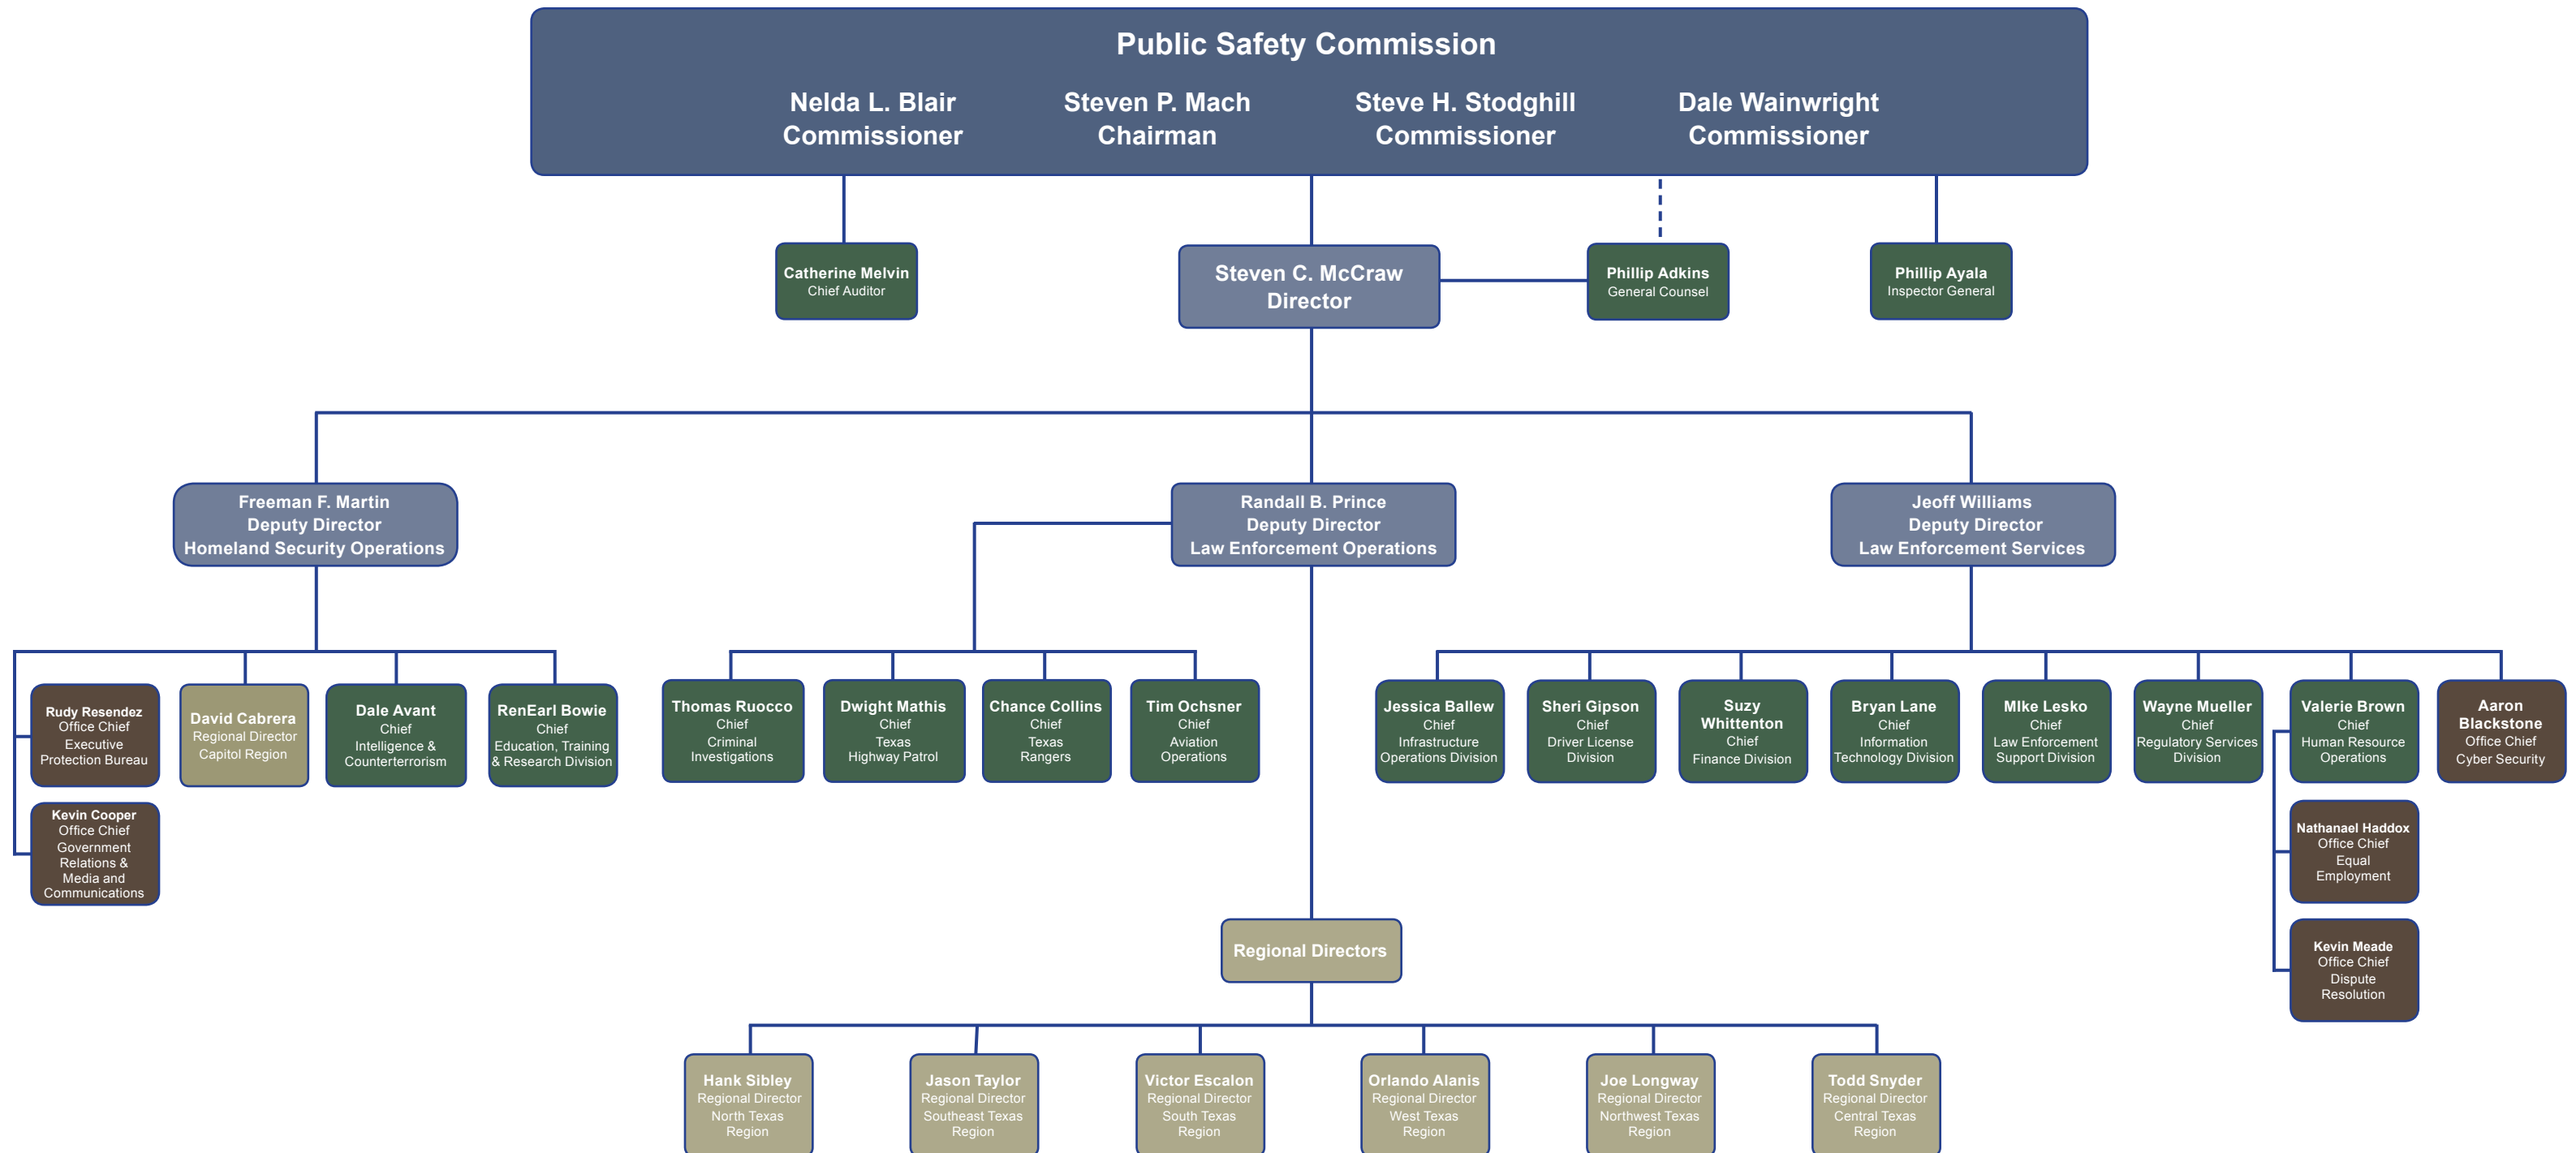 Public Safety Commission
Nelda L. Blair
Commissioner
Steven P. Mach
Chairman
Steve H. Stodghill
Commissioner
Dale Wainwright
Commissioner
Catherine Melvin
Chief Auditor
Steven C. McCraw
Director
Phillip Adkins
General Counsel
Phillip Ayala
Inspector General
Freeman F. Martin
Deputy Director
Homeland Security Operations
Randall B. Prince
Deputy Director
Law Enforcement Operations
Jeoff Williams
Deputy Director
Law Enforcement Services
Rudy Resendez
Office Chief
Executive
Protection Bureau
David Cabrera
Regional Director
Capitol Region
Dale Avant
Chief
Intelligence &
Counterterrorism
RenEarl Bowie
Chief
Education, Training
& Research Division
Thomas Ruocco
Chief
Criminal
Investigations
Dwight Mathis
Chief
Texas
Highway Patrol
Chance Collins
Chief
Texas
Rangers
Tim Ochsner
Chief
Aviation
Operations
Jessica Ballew
Chief
Infrastructure
Operations Division
Sheri Gipson
Chief
Driver License
Division
Suzy
Whittenton
Chief
Finance Division
Bryan Lane
Chief
Information
Technology Division
MIke Lesko
Chief
Law Enforcement
Support Division
Wayne Mueller
Chief
Regulatory Services
Division
Valerie Brown
Chief
Human Resource
Operations
Aaron
Blackstone
Office Chief
Cyber Security
Kevin Cooper
Office Chief
Government
Relations &
Media and
Communications
Nathanael Haddox
Office Chief
Equal
Employment
Kevin Meade
Office Chief
Dispute
Resolution
Regional Directors
Hank Sibley
Regional Director
North Texas
Region
Jason Taylor
Regional Director
Southeast Texas
Region
Victor Escalon
Regional Director
South Texas
Region
Orlando Alanis
Regional Director
West Texas
Region
Joe Longway
Regional Director
Northwest Texas
Region
Todd Snyder
Regional Director
Central Texas
Region